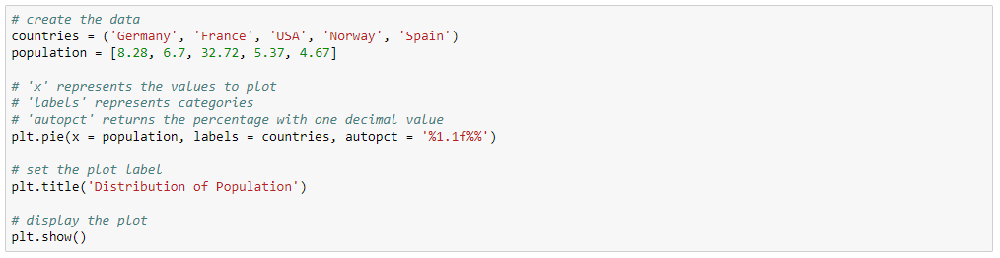 # create the data
countries = ('Germany', 'France', 'USA', 'Norway', 'Spain')
population = [8.28, 6.7, 32.72, 5.37, 4.67]
# 'x' represents the values to plot
# 'labels' represents categories
# 'autopct' returns the percentage with one decimal value
plt.pie(x = population, labels = countries, autopct = '%1.1f%%')
# set the plot label
plt.title('Distribution of Population')
# display the plot
plt.show()